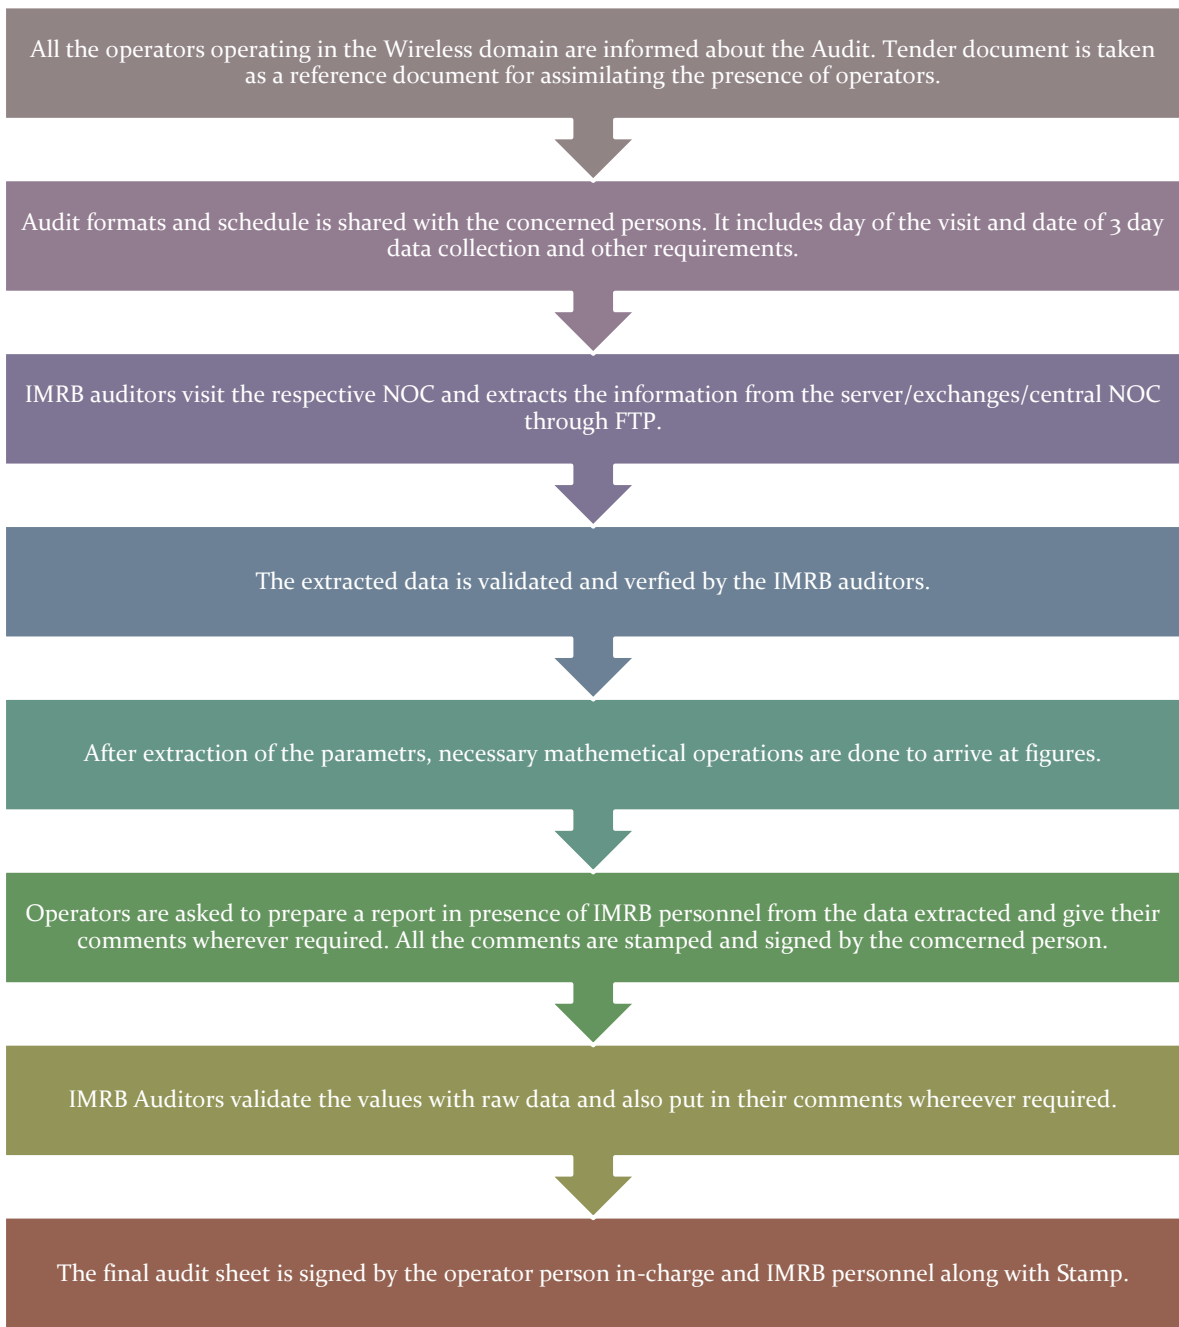 All the operators operating in the Wireless domain are informed about the Audit. Tender document is taken
as a reference document for assimilating the presence of operators.
Audit formats and schedule is shared with the concerned persons. It includes day of the visit and date of 3 day
data collection and other requirements.
IMRB auditors visit the respective NOC and extracts the information from the server/exchanges/central NOC
through FTP.
The extracted data is validated and verfied by the IMRB auditors.
After extraction of the parametrs, necessary mathemetical operations are done to arrive at figures.
Operators are asked to prepare a report in presence of IMRB personnel from the data extracted and give their
comments wherever required. All the comments are stamped and signed by the comcerned person.
IMRB Auditors validate the values with raw data and also put in their comments whereever required.
The final audit sheet is signed by the operator person in-charge and IMRB personnel along with Stamp.